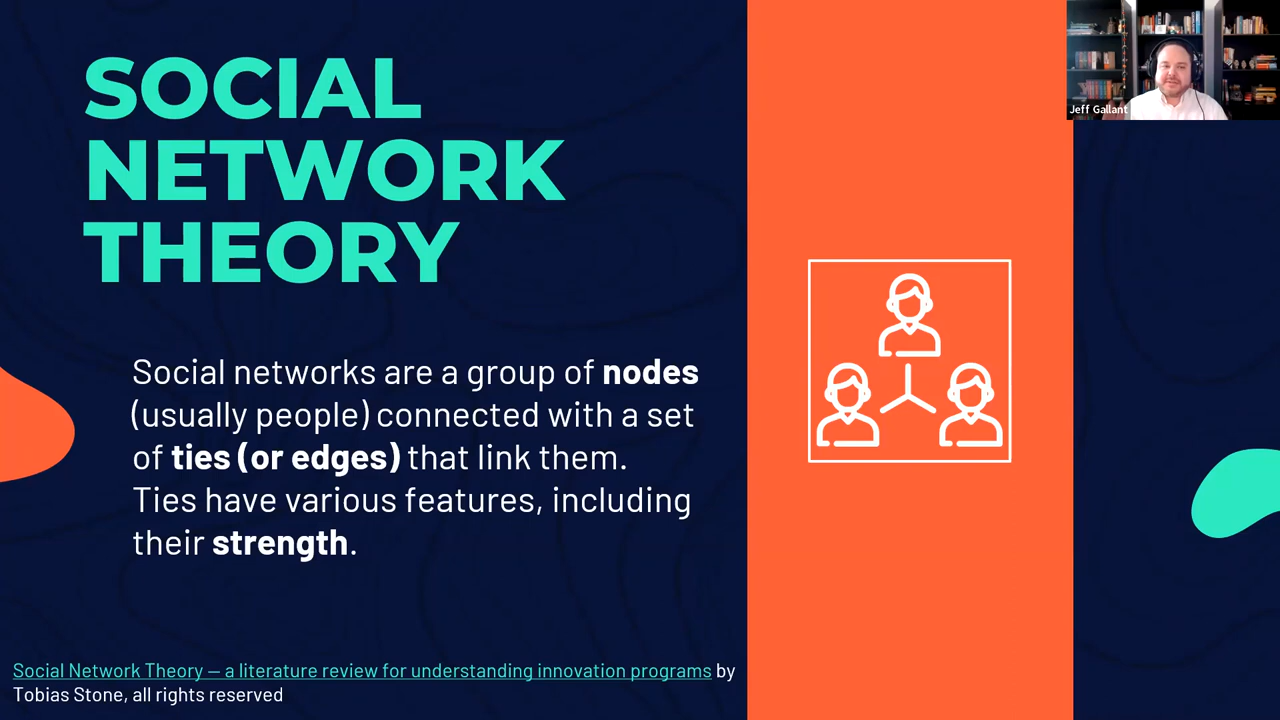 SOCIAL
NETWORK
THEORY
Social networks are a group of nodes
(usually people) connected with a set
of ties (or edges) that link them.
Ties have various features, including
their strength.
Social Network Theory — a literature review for understanding innovation programs by
Tobias Stone, all rights reserved
Jeff Gallant